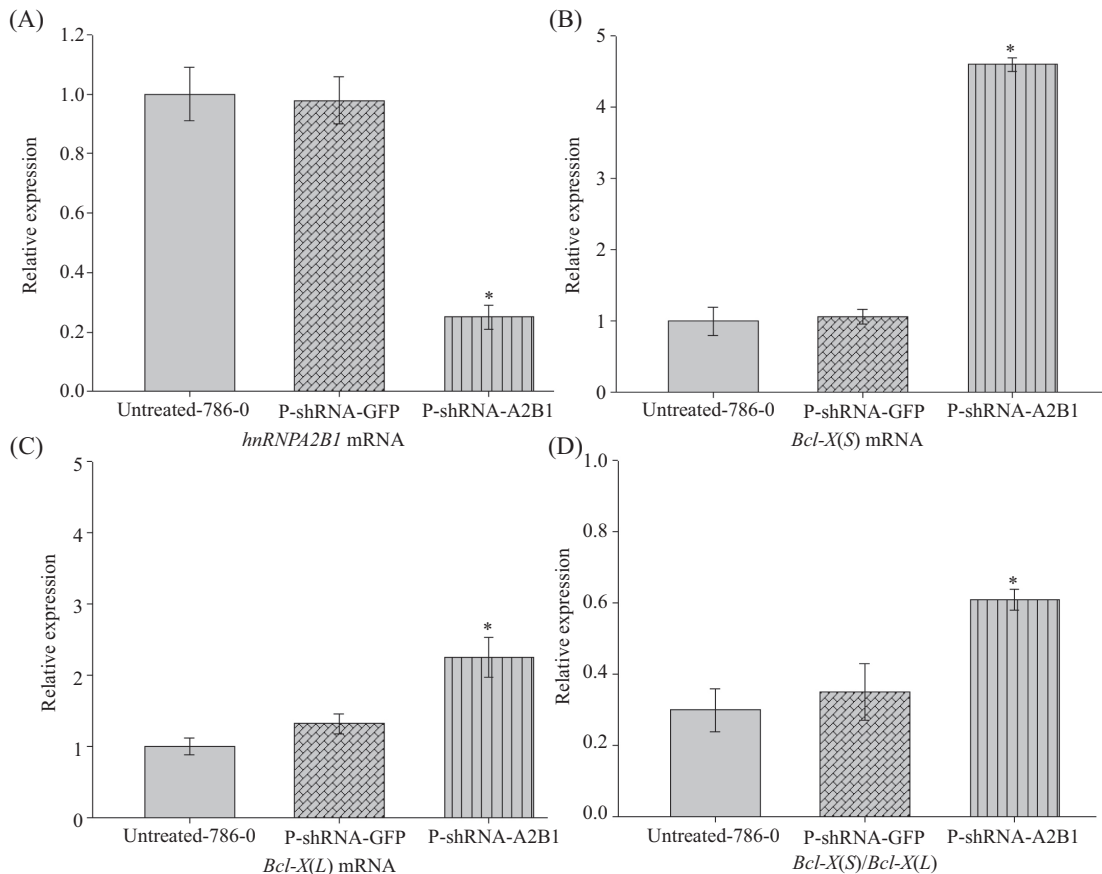 (A)
Relative expression
1.2
1.0
0.8
0.6
0.4
0.2
0.0
*
Untreated-786-0 P-shRNA-GFP P-shRNA-A2B1
hnRNPA2B1 mRNA
(B)
Relative expression
5
4
3
2
1
0
*
Untreated-786-0 P-shRNA-GFP P-shRNA-A2B1
Bcl-X(S) mRNA
(C)
Relative expression
5
4
3
2
1
0
*
Untreated-786-0 P-shRNA-GFP P-shRNA-A2B1
Bcl-X(L) mRNA
(D)
Relative expression
1.0
0.8
0.6
0.4
0.2
0.0
*
Untreated-786-0 P-shRNA-GFP P-shRNA-A2B1
Bcl-X(S)/Bcl-X(L)